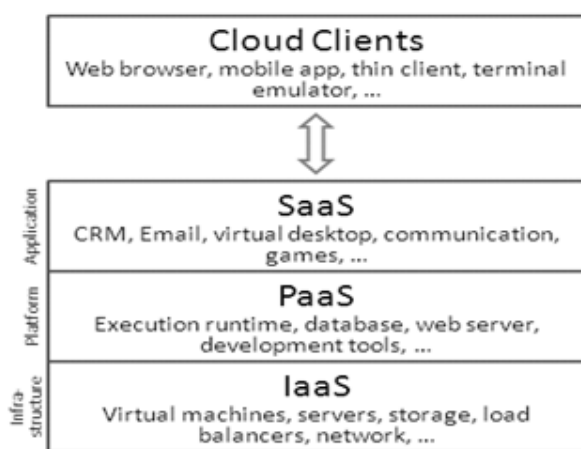 Cloud Clients
Web browser, mobile app, thin client, terminal
emulator, ...
Application
SaaS
CRM, Email, virtual desktop, communication,
games, ...
Platform
PaaS
Execution runtime, database, web server,
development tools, ...
Infra-
structure
IaaS
Virtual machines, servers, storage, load
balancers, network, ...